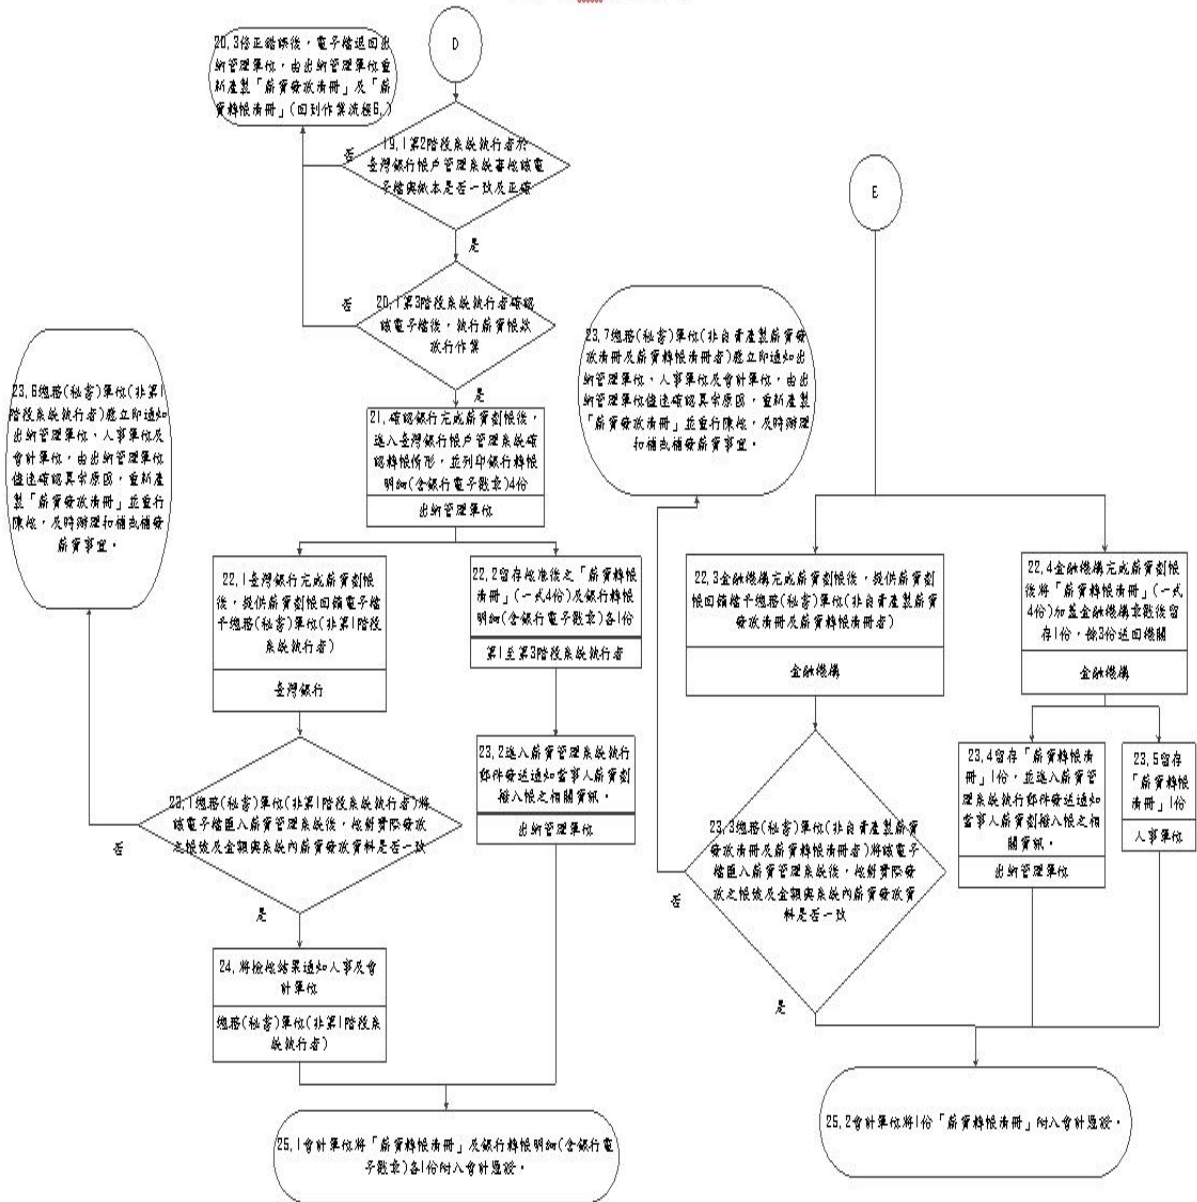 D
20.3修正錯誤後，電子檔退回出
納管理單位，由出納管理單位重
新產製「薪資發放清冊」及「薪
資轉帳清冊」(回到作業流程6.)
19.1第2階段系統執行者於
臺灣銀行帳戶管理系統審核該電
子檔與紙本是否一致及正確
否
是
20.1第3階段系統執行者確認
該電子檔後，執行薪資帳款
放行作業
否
是
21.確認銀行完成薪資劃帳後，
進入臺灣銀行帳戶管理系統確
認轉帳情形，並列印銀行轉帳
明細(含銀行電子戳章)4份
出納管理單位
23.6總務(秘書)單位(非第1
階段系統執行者)應立即通知
出納管理單位、人事單位及
會計單位，由出納管理單位
儘速確認異常原因，重新產
製「薪資發放清冊」並重行
陳核，及時辦理扣補或補發
薪資事宜。
22.1臺灣銀行完成薪資劃帳
後，提供薪資劃帳回饋電子檔
予總務(秘書)單位(非第1階段
系統執行者)
臺灣銀行
22.2留存核准後之「薪資轉帳
清冊」(一式4份)及銀行轉帳
明細(含銀行電子戳章)各1份
第1至第3階段系統執行者
23.1總務(秘書)單位(非第1階段系統執行者)將
該電子檔匯入薪資管理系統後，核對實際發放
之帳號及金額與系統內薪資發放資料是否一致
否
是
23.2進入薪資管理系統執行
郵件發送通知當事人薪資劃
撥入帳之相關資訊。
出納管理單位
24.將檢核結果通知人事及會
計單位
總務(秘書)單位(非第1階段系
統執行者)
25.1會計單位將「薪資轉帳清冊」及銀行轉帳明細(含銀行電
子戳章)各1份附入會計憑證。
E
23.7總務(秘書)單位(非自資產製薪資發
放清冊及薪資轉帳清冊者)應立即通知出
納管理單位、人事單位及會計單位，由出
納管理單位儘速確認異常原因，重新產製
「薪資發放清冊」並重行陳核，及時辦理
扣補或補發薪資事宜。
22.3金融機構完成薪資劃帳後，提供薪資劃
帳回饋檔予總務(秘書)單位(非自資產製薪資
發放清冊及薪資轉帳清冊者)
金融機構
22.4金融機構完成薪資劃帳
後將「薪資轉帳清冊」(一式
4份)加蓋金融機構章戳後留
存1份，餘3份送回機關
金融機構
23.3總務(秘書)單位(非自資產製薪資
發放清冊及薪資轉帳清冊者)將該電子
檔匯入薪資管理系統後，核對實際發
放之帳號及金額與系統內薪資發放資
料是否一致
否
是
23.4留存「薪資轉帳清
冊」1份，並進入薪資管
理系統執行郵件發送通知
當事人薪資劃撥入帳之相
關資訊。
出納管理單位
23.5留存
「薪資轉帳
清冊」1份
人事單位
25.2會計單位將1份「薪資轉帳清冊」附入會計憑證。